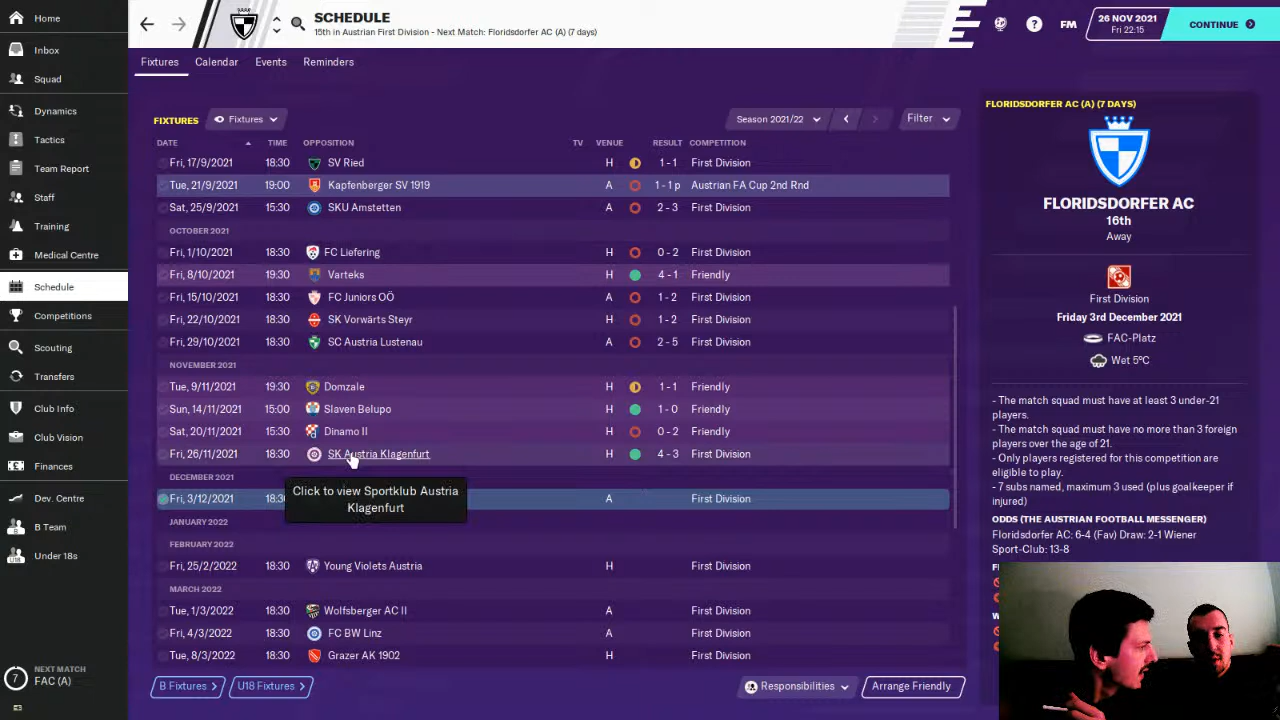 Home
SCHEDULE
15th in Austrian First Division - Next Match: Floridsdorfer AC (A) (7 days)
FM
26 NOV 2021
Fri 22:15
CONTINUE
Inbox
Squad
Dynamics
Tactics
Team Report
Staff
Training
Medical Centre
Schedule
Competitions
Scouting
Transfers
Club Info
Club Vision
Finances
Dev. Centre
B Team
Under 18s
U18
NEXT MATCH
7 FAC (A)
Fixtures Calendar Events Reminders
FIXTURES Fixtures Season 2021/22 Filter
DATE TIME OPPOSITION TV VENUE RESULT COMPETITION
Fri, 17/9/2021 18:30 SV Ried H 1 - 1 First Division
Tue, 21/9/2021 19:00 Kapfenberger SV 1919 A 1 - 1 p Austrian FA Cup 2nd Rnd
Sat, 25/9/2021 15:30 SKU Amstetten A 2 - 3 First Division
OCTOBER 2021
Fri, 1/10/2021 18:30 FC Liefering H 0 - 2 First Division
Fri, 8/10/2021 19:30 Varteks H 4 - 1 Friendly
Fri, 15/10/2021 18:30 FC Juniors OÖ A 1 - 2 First Division
Fri, 22/10/2021 18:30 SK Vorwärts Steyr H 1 - 2 First Division
Fri, 29/10/2021 18:30 SC Austria Lustenau A 2 - 5 First Division
NOVEMBER 2021
Tue, 9/11/2021 19:30 Domzale H 1 - 1 Friendly
Sun, 14/11/2021 15:00 Slaven Belupo H 1 - 0 Friendly
Sat, 20/11/2021 15:30 Dinamo II H 0 - 2 Friendly
Fri, 26/11/2021 18:30 SK Austria Klagenfurt H 4 - 3 First Division
DECEMBER 2021
Click to view Sportklub Austria
Klagenfurt
Fri, 3/12/2021 A First Division
JANUARY 2022
FEBRUARY 2022
Fri, 25/2/2022 18:30 Young Violets Austria H First Division
MARCH 2022
Tue, 1/3/2022 18:30 Wolfsberger AC II A First Division
Fri, 4/3/2022 18:30 FC BW Linz A First Division
Tue, 8/3/2022 18:30 Grazer AK 1902 H First Division
B Fixtures U18 Fixtures Responsibilities Arrange Friendly
FLORIDSDORFER AC (A) (7 DAYS)
FLORIDSDORFER AC
16th
Away
First Division
Friday 3rd December 2021
FAC-Platz
Wet 5°C
- The match squad must have at least 3 under-21
players.
- The match squad must have no more than 3 foreign
players over the age of 21.
- Only players registered for this competition are
eligible to play.
- 7 subs named, maximum 3 used (plus goalkeeper if
injured)
ODDS (THE AUSTRIAN FOOTBALL MESSENGER)
Floridsdorfer AC: 6-4 (Fav) Draw: 2-1 Wiener
Sport-Club: 13-8